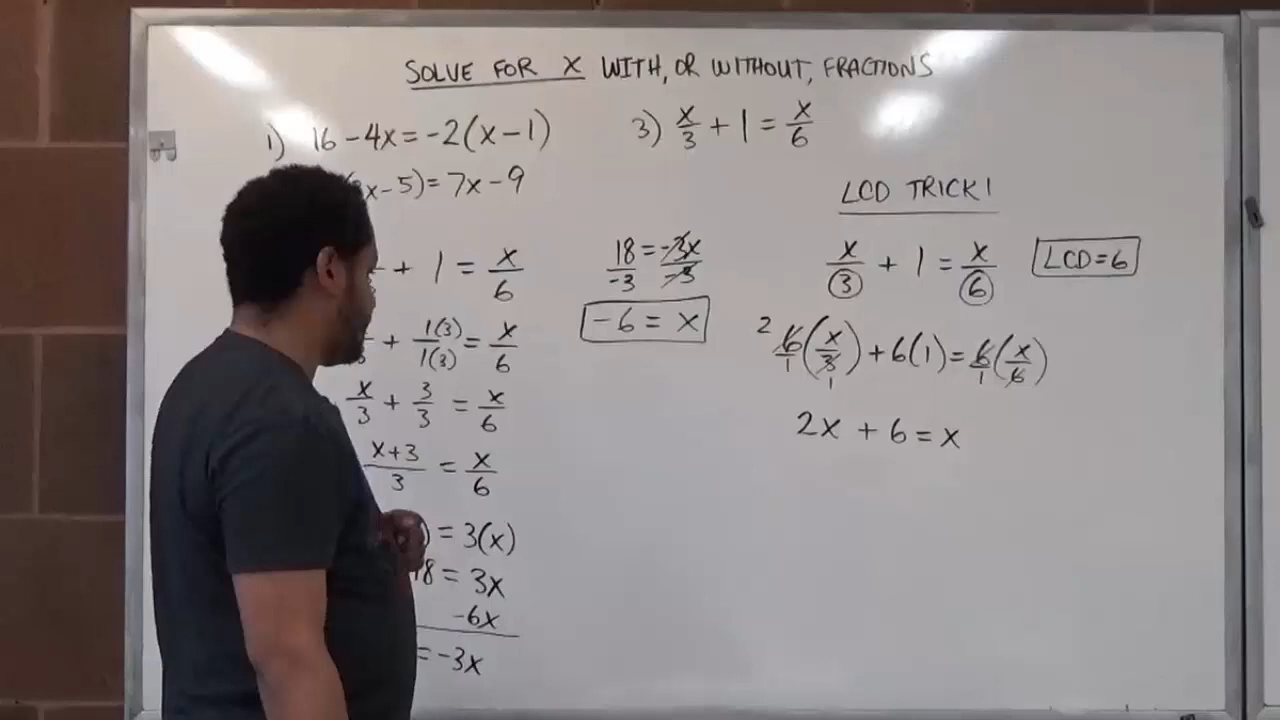 SOLVE FOR X WITH, OR WITHOUT, FRACTIONS
1) 16 - 4x = -2(x - 1)
x - 5) = 7x - 9
+ 1 = x/6
+ 1(3)/1(3) = x/6
x/3 + 3/3 = x/6
x+3/3 = x/6
) = 3(x)
18 = 3x
-6x
= -3x
3) x/3 + 1 = x/6
18/-3 = -3x/-3
-6 = x
LCD TRICK!
x/3 + 1 = x/6 LCD = 6
2 6/1 (x/3 1) + 6(1) = 6/1 (x/6)
2x + 6 = x